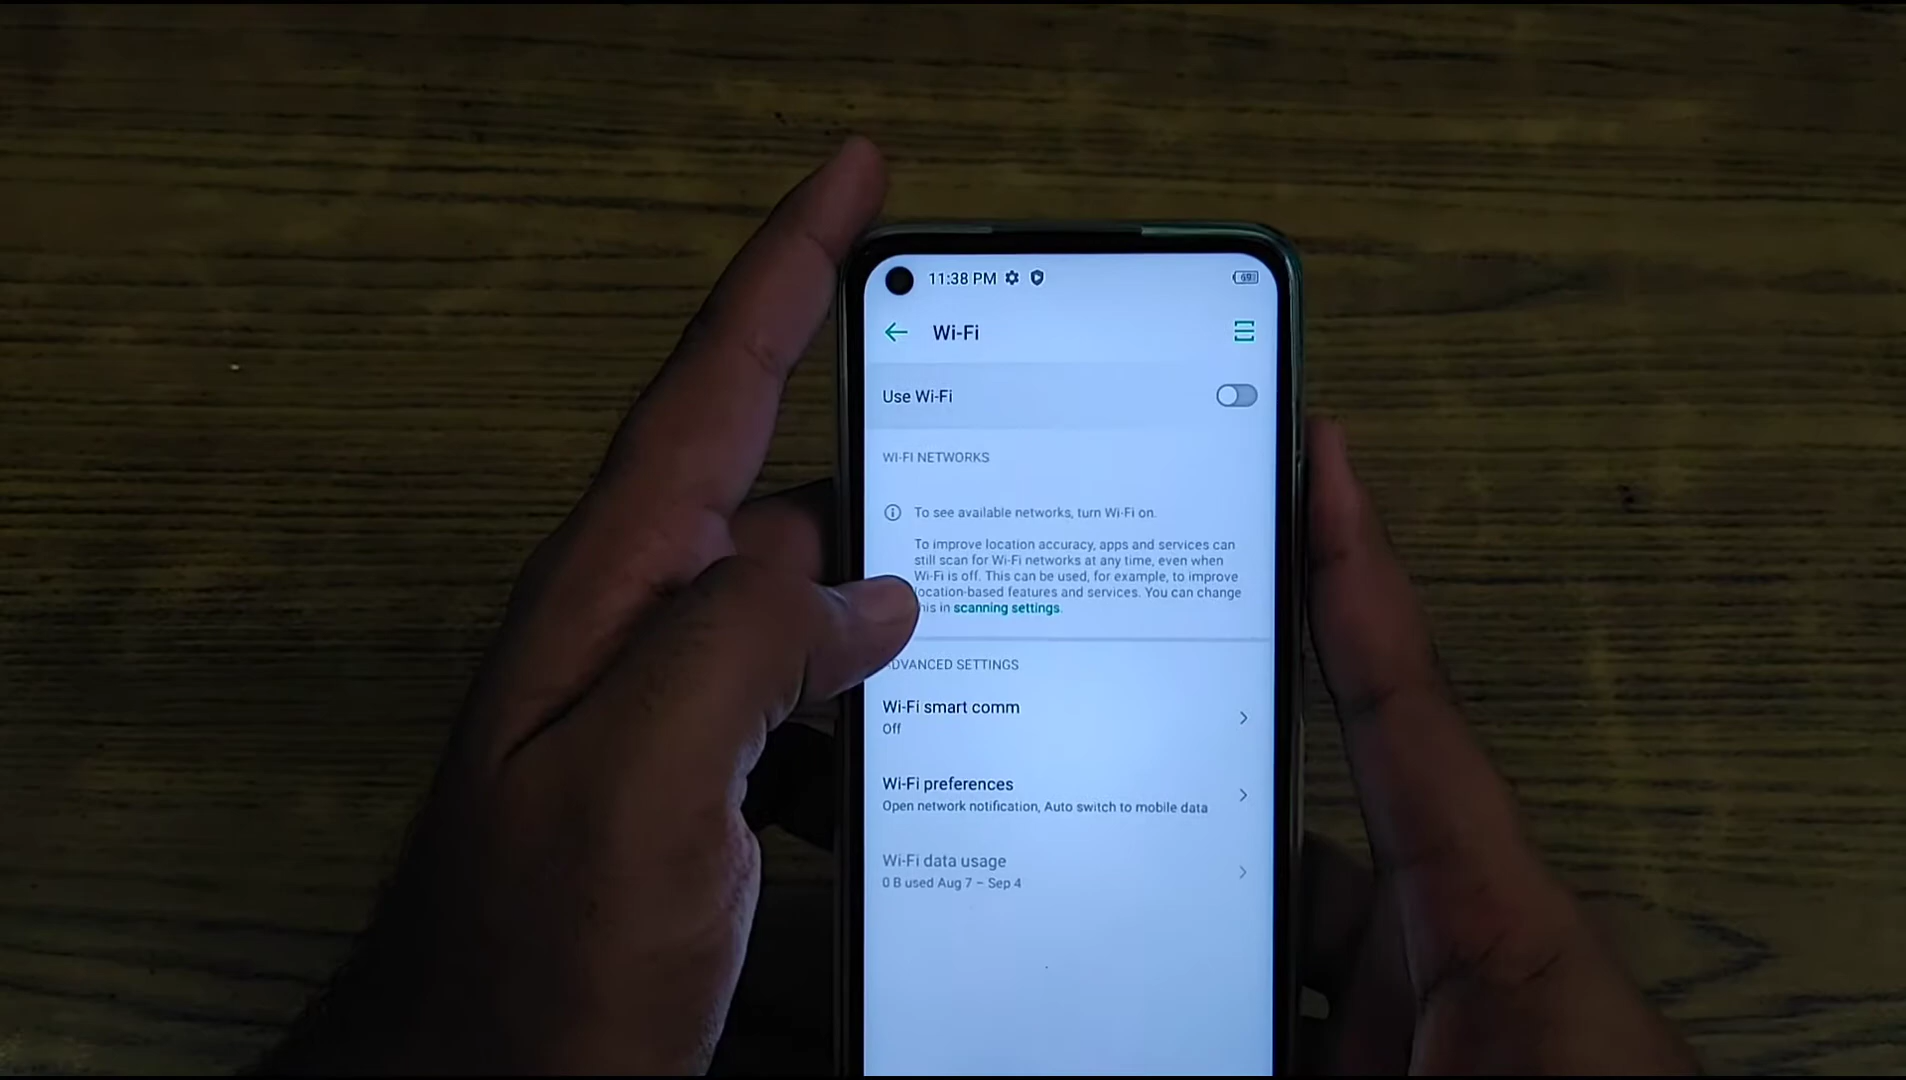 11:38 PM
69
Wi-Fi
Use Wi-Fi
WI-FI NETWORKS
To see available networks, turn Wi-Fi on.
To improve location accuracy, apps and services can
still scan for Wi-Fi networks at any time, even when
Wi-Fi is off. This can be used, for example, to improve
location-based features and services. You can change
his in scanning settings.
DVANCED SETTINGS
Wi-Fi smart comm
Off
Wi-Fi preferences
Open network notification, Auto switch to mobile data
Wi-Fi data usage
0 B used Aug 7 – Sep 4